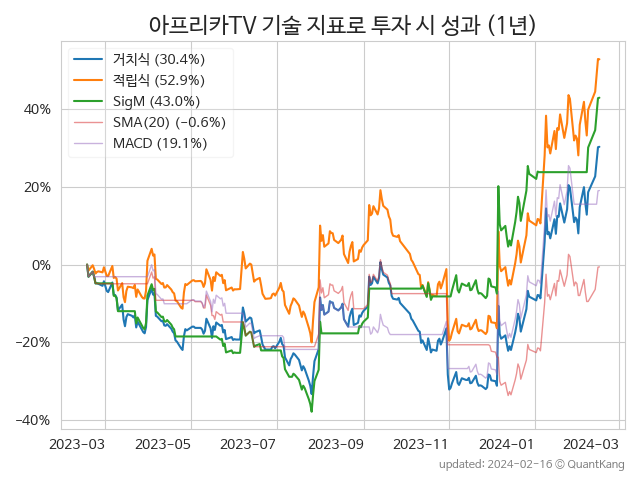 아프리카TV 기술 지표로 투자 시 성과 (1년)
거치식 (30.4%)
적립식 (52.9%)
SigM (43.0%)
SMA(20) (−0.6%)
MACD (19.1%)
40%
20%
0%
−20%
−40%
2023-03 2023-05 2023-07 2023-09 2023-11 2024-01 2024-03
updated: 2024-02-16 © QuantKang